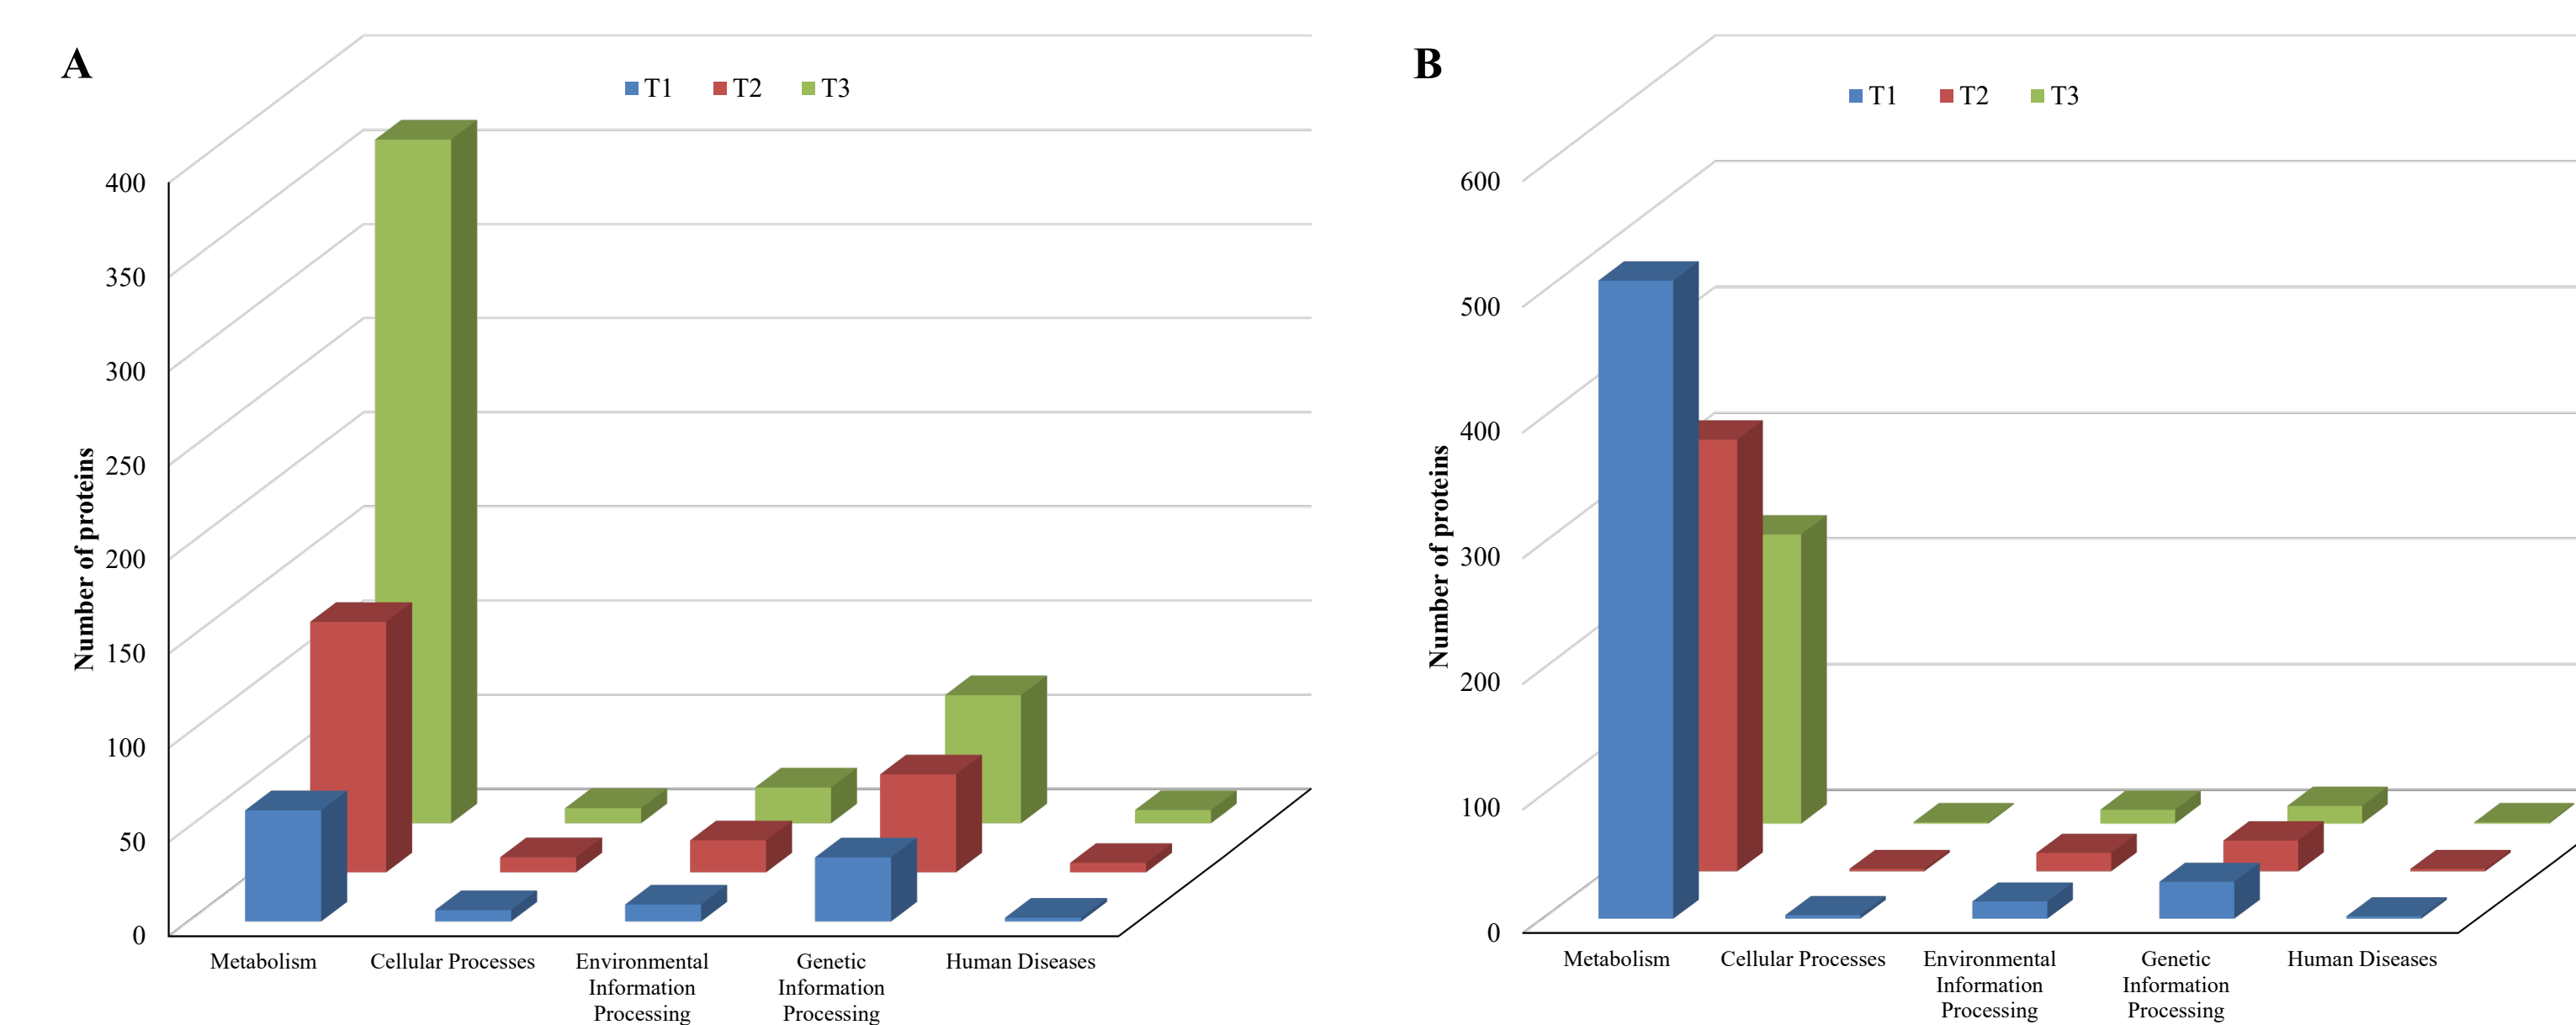 A
T1 T2 T3
400
350
300
250
200
150
100
50
0
Number of proteins
Metabolism
Cellular Processes
Environmental
Information
Processing
Genetic
Information
Processing
Human Diseases
B
T1 T2 T3
600
500
400
300
200
100
0
Number of proteins
Metabolism
Cellular Processes
Environmental
Information
Processing
Genetic
Information
Processing
Human Diseases